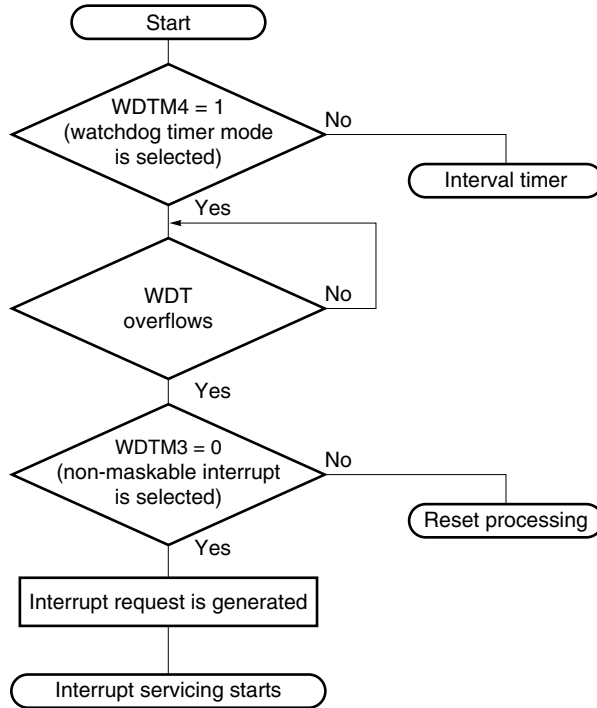 Start
WDTM4 = 1
(watchdog timer mode
is selected)
No
Interval timer
Yes
WDT
overflows
No
Yes
WDTM3 = 0
(non-maskable interrupt
is selected)
No
Reset processing
Yes
Interrupt request is generated
Interrupt servicing starts